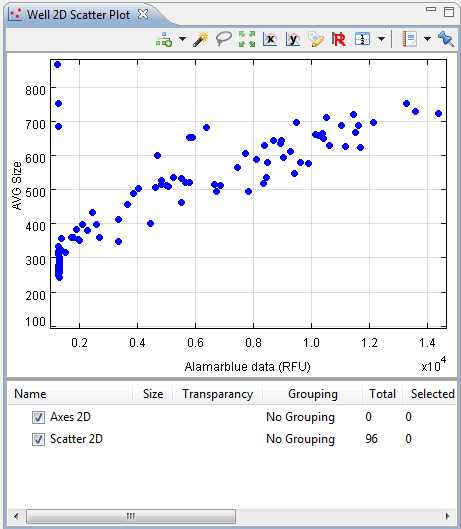 Well 2D Scatter Plot
800
700
600
500
400
300
200
100
AVG Size
0.2 0.4 0.6 0.8 1.0 1.2 1.4
Alamarblue data (RFU)
x10⁴
Name Size Transparancy Grouping Total Selected
Axes 2D No Grouping 0 0
Scatter 2D No Grouping 96 0